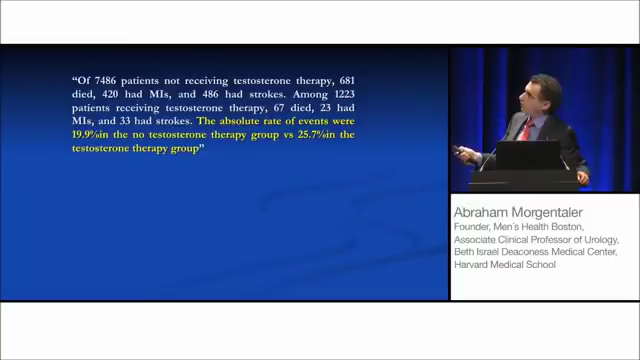 “Of 7486 patients not receiving testosterone therapy, 681
died, 420 had MIs, and 486 had strokes. Among 1223
patients receiving testosterone therapy, 67 died, 23 had
MIs, and 33 had strokes. The absolute rate of events were
19.9%in the no testosterone therapy group vs 25.7%in the
testosterone therapy group”
Abraham Morgentaler
Founder, Men´s Health Boston,
Associate Clinical Professor of Urology,
Beth Israel Deaconess Medical Center,
Harvard Medical School